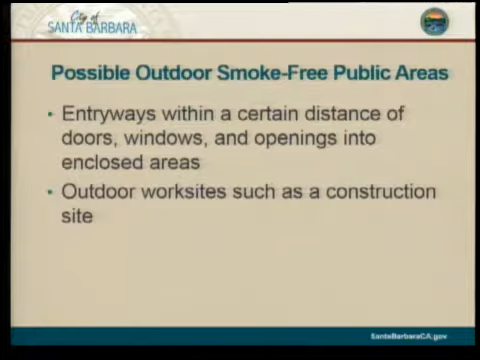 City of
SANTA BARBARA
Possible Outdoor Smoke-Free Public Areas
• Entryways within a certain distance of
doors, windows, and openings into
enclosed areas
• Outdoor worksites such as a construction
site
SantaBarbaraCA.gov